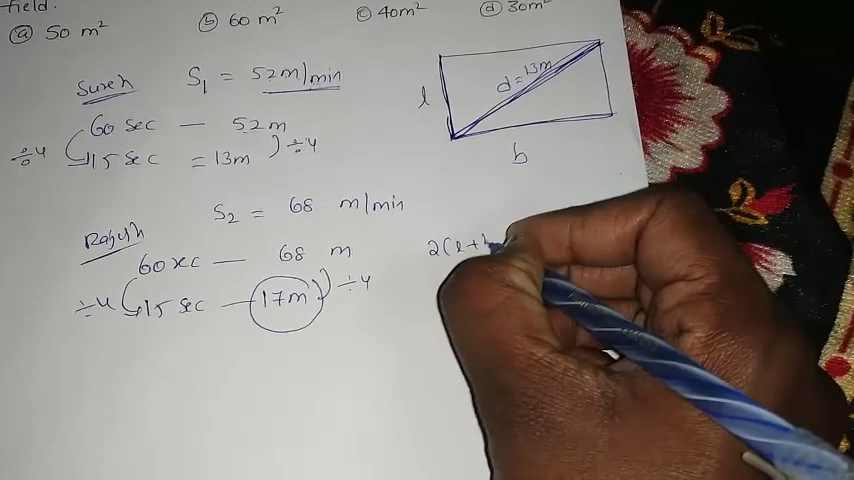 field.
ⓐ 50 m² ⓑ 60 m² ⓒ 40m² ⓓ 30m²
Suresh S₁ = 52m/min
60 sec — 52m
÷4 15 sec = 13m ÷4
d = 13m
l
b
S₂ = 68 m/min
Rajesh
60 sec — 68 m
÷4 15 sec — 17m ÷4
2(l+b